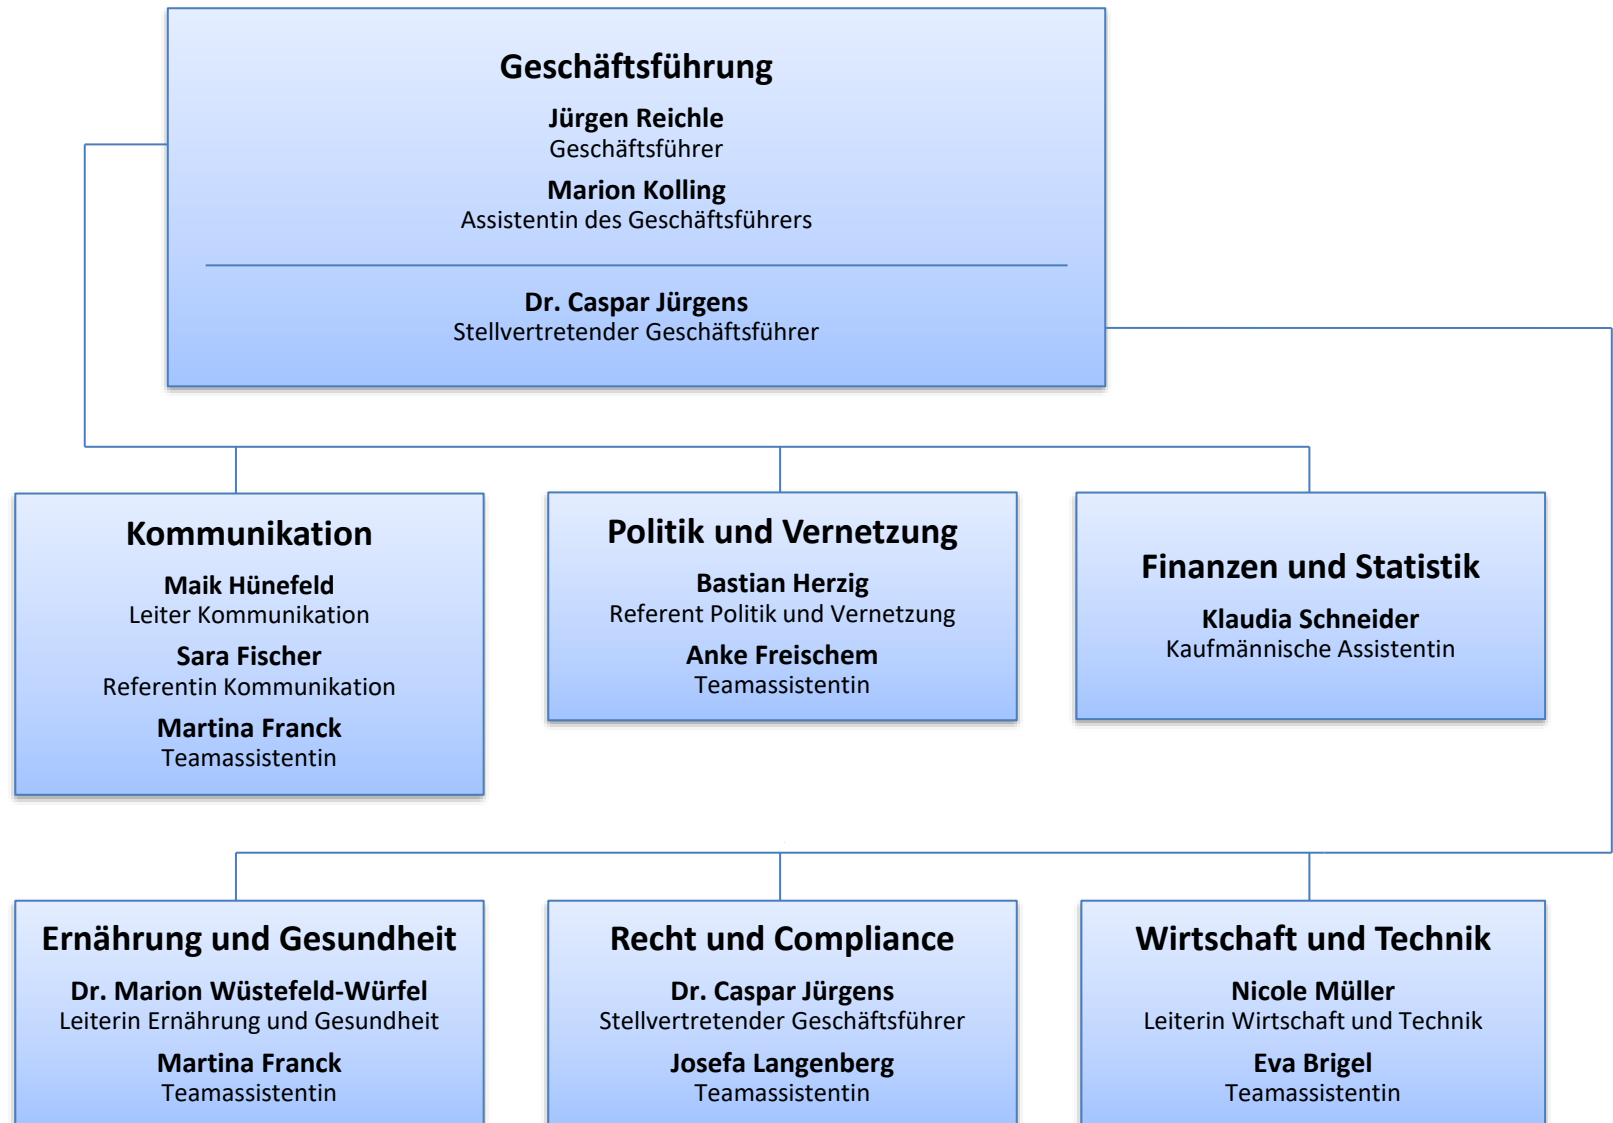 Geschäftsführung
Jürgen Reichle
Geschäftsführer
Marion Kolling
Assistentin des Geschäftsführers
Dr. Caspar Jürgens
Stellvertretender Geschäftsführer
Kommunikation
Maik Hünefeld
Leiter Kommunikation
Sara Fischer
Referentin Kommunikation
Martina Franck
Teamassistentin
Politik und Vernetzung
Bastian Herzig
Referent Politik und Vernetzung
Anke Freischem
Teamassistentin
Finanzen und Statistik
Klaudia Schneider
Kaufmännische Assistentin
Ernährung und Gesundheit
Dr. Marion Wüstefeld-Würfel
Leiterin Ernährung und Gesundheit
Martina Franck
Teamassistentin
Recht und Compliance
Dr. Caspar Jürgens
Stellvertretender Geschäftsführer
Josefa Langenberg
Teamassistentin
Wirtschaft und Technik
Nicole Müller
Leiterin Wirtschaft und Technik
Eva Brigel
Teamassistentin